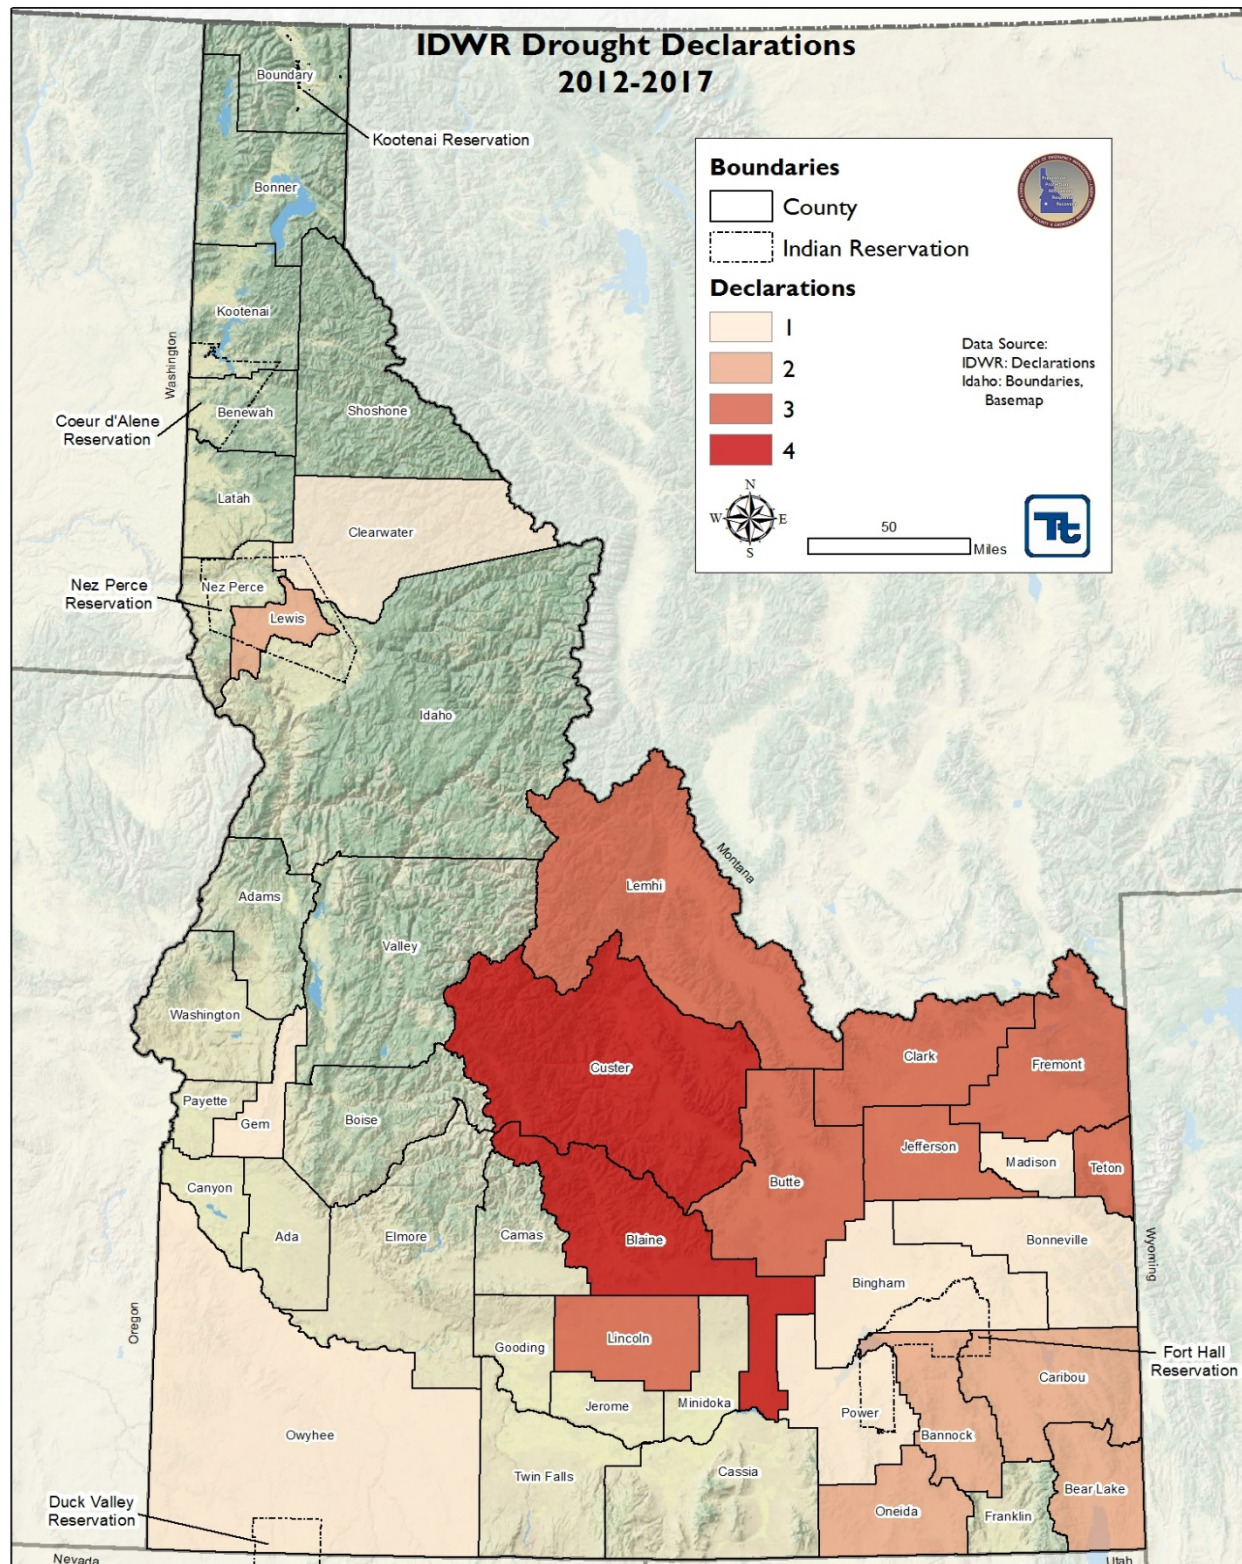 IDWR Drought Declarations
2012-2017
Boundary
Kootenai Reservation
Bonner
Boundaries
County
Indian Reservation
Declarations
1
2
3
4
Data Source:
IDWR: Declarations
Idaho: Boundaries,
Basemap
N
W
E
S
50
Miles
Tt
Kootenai
Washington
Coeur d'Alene
Reservation
Benewah
Shoshone
Latah
Clearwater
Nez Perce
Reservation
Nez Perce
Lewis
Idaho
Montana
Lemhi
Adams
Valley
Washington
Custer
Clark
Fremont
Payette
Gem
Boise
Jefferson
Madison
Teton
Butte
Canyon
Ada
Elmore
Camas
Blaine
Bonneville
Bingham
Wyoming
Oregon
Gooding
Lincoln
Fort Hall
Reservation
Caribou
Jerome
Minidoka
Power
Bannock
Owyhee
Twin Falls
Cassia
Oneida
Franklin
Bear Lake
Duck Valley
Reservation
Nevada
Utah